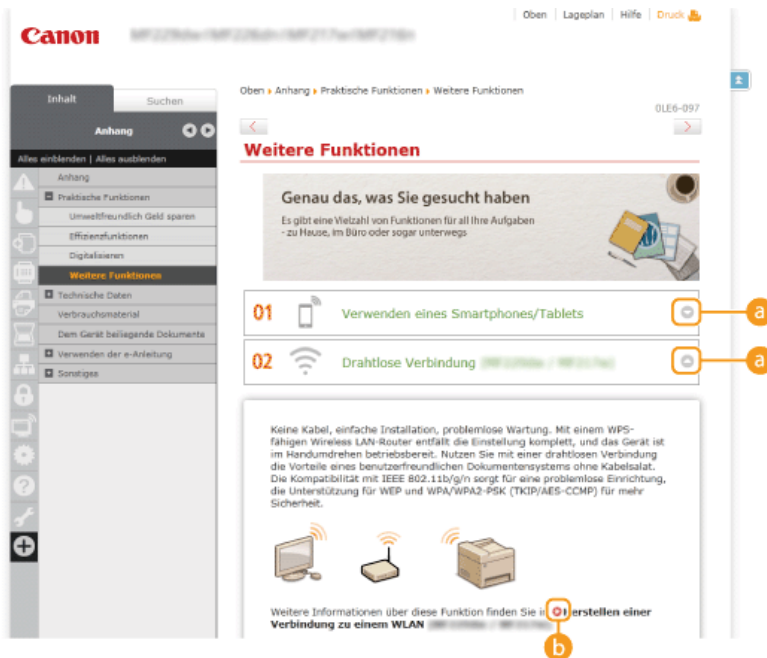 Oben | Lageplan | Hilfe | Druck
Canon
Inhalt
Suchen
Anhang
Alles einblenden | Alles ausblenden
Anhang
Praktische Funktionen
Umweltfreundlich Geld sparen
Effizienzfunktionen
Digitalisieren
Weitere Funktionen
Technische Daten
Verbrauchsmaterial
Dem Gerät beiliegende Dokumente
Verwenden der e-Anleitung
Sonstiges
Oben Anhang Praktische Funktionen Weitere Funktionen
0LE6-097
Weitere Funktionen
Genau das, was Sie gesucht haben
Es gibt eine Vielzahl von Funktionen für all Ihre Aufgaben
- zu Hause, im Büro oder sogar unterwegs
01 Verwenden eines Smartphones/Tablets
a
02 Drahtlose Verbindung
a
Keine Kabel, einfache Installation, problemlose Wartung. Mit einem WPS-
fähigen Wireless LAN-Router entfällt die Einstellung komplett, und das Gerät ist
im Handumdrehen betriebsbereit. Nutzen Sie mit einer drahtlosen Verbindung
die Vorteile eines benutzerfreundlichen Dokumentensystems ohne Kabelsalat.
Die Kompatibilität mit IEEE 802.11b/g/n sorgt für eine problemlose Einrichtung,
die Unterstützung für WEP und WPA/WPA2-PSK (TKIP/AES-CCMP) für mehr
Sicherheit.
Weitere Informationen über diese Funktion finden Sie in erstellen einer
Verbindung zu einem WLAN
b